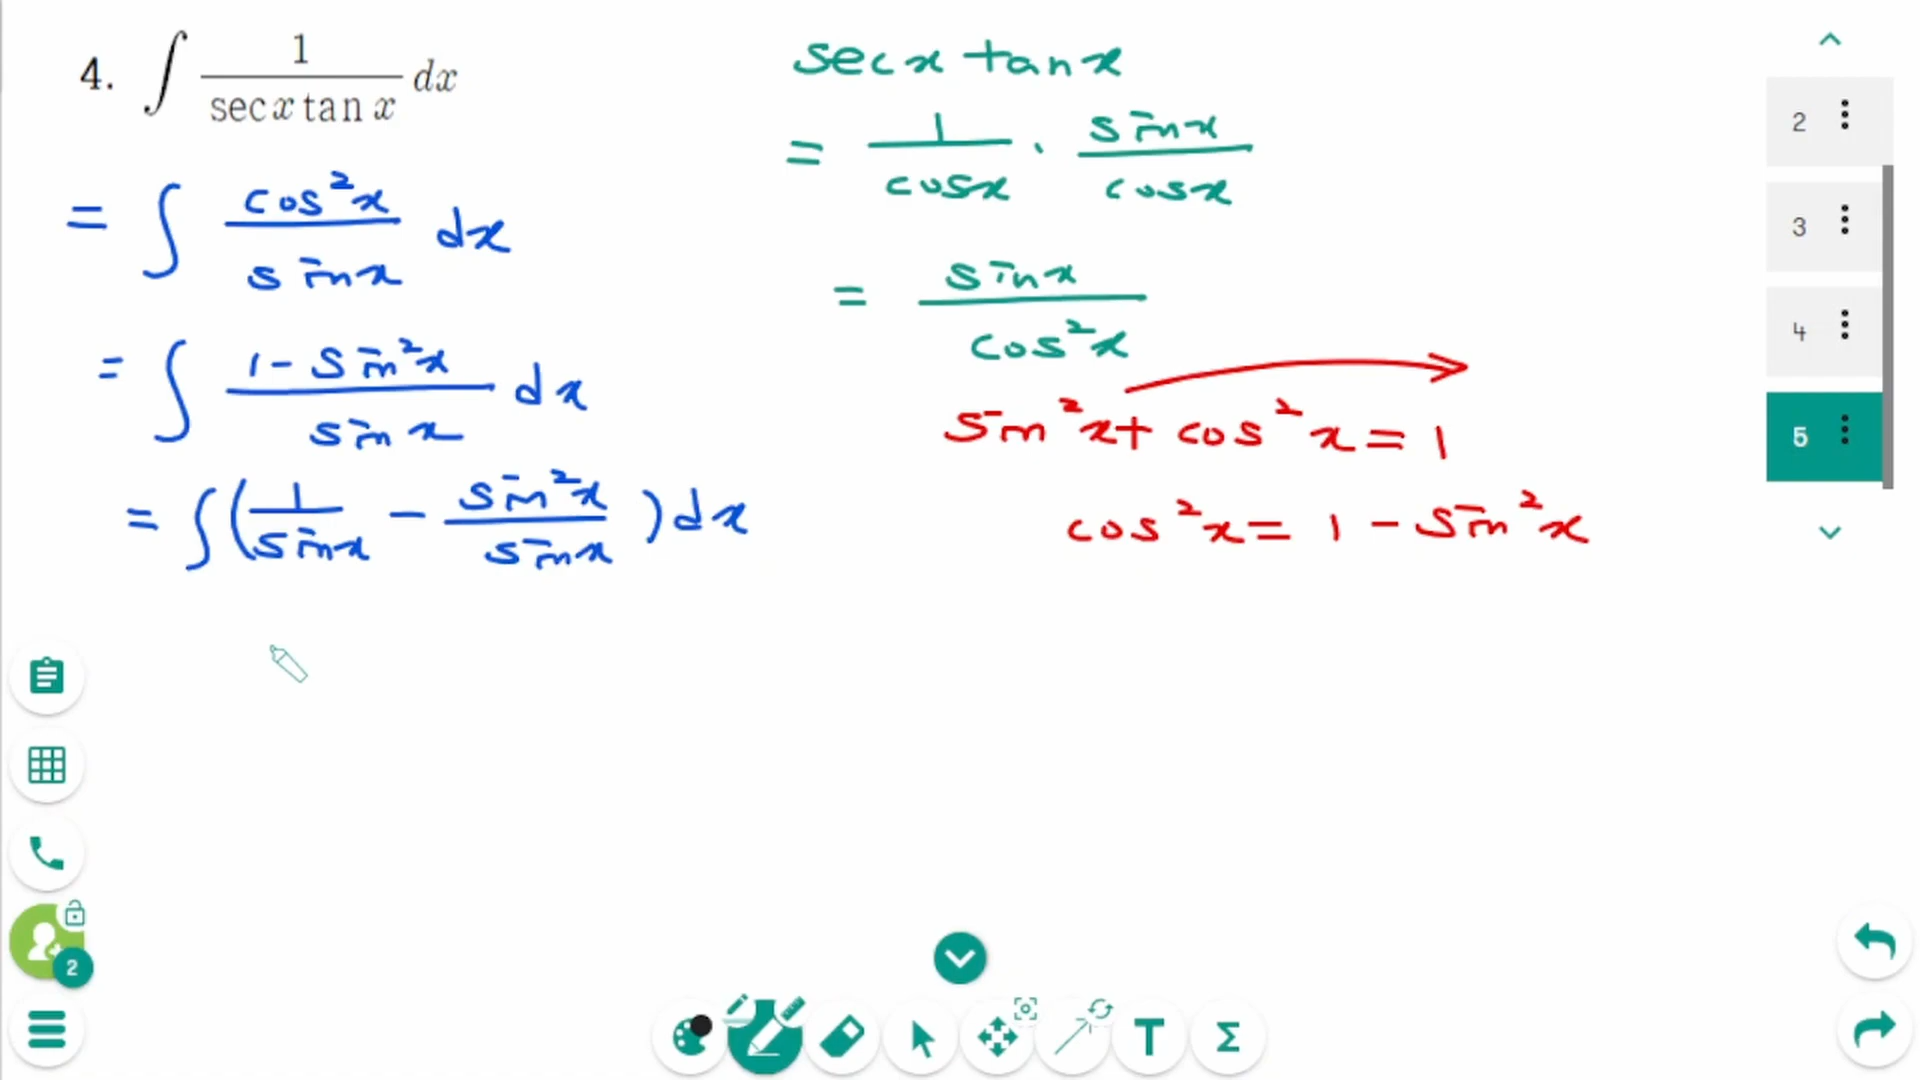 4. ∫ 1/(sec x tan x) dx
= ∫ cos²x/sin x dx
= ∫ (1 - sin²x)/sin x dx
= ∫ (1/sin x - sin²x/sin x) dx
sec x tan x
= 1/cos x · sin x/cos x
= sin x/cos²x
sin²x + cos²x = 1
cos²x = 1 - sin²x
2
3
4
5
2
T
Σ